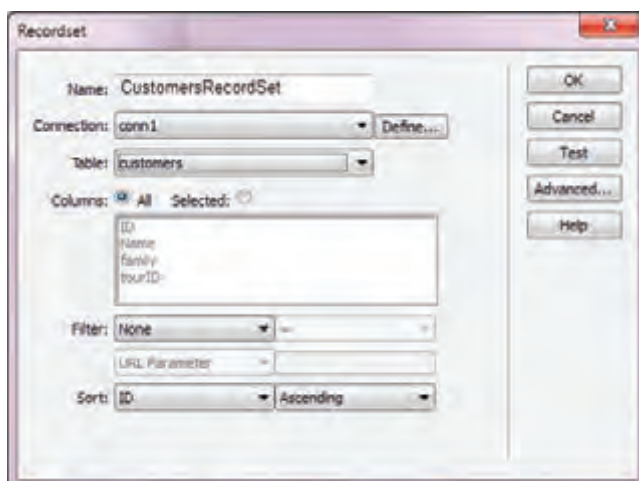 Recordset
Name: CustomersRecordSet
Connection: conn1 Define...
Table: customers
Columns: All Selected:
ID
Name
family
tourID
Filter: None =
URL Parameter
Sort: ID Ascending
OK
Cancel
Test
Advanced...
Help